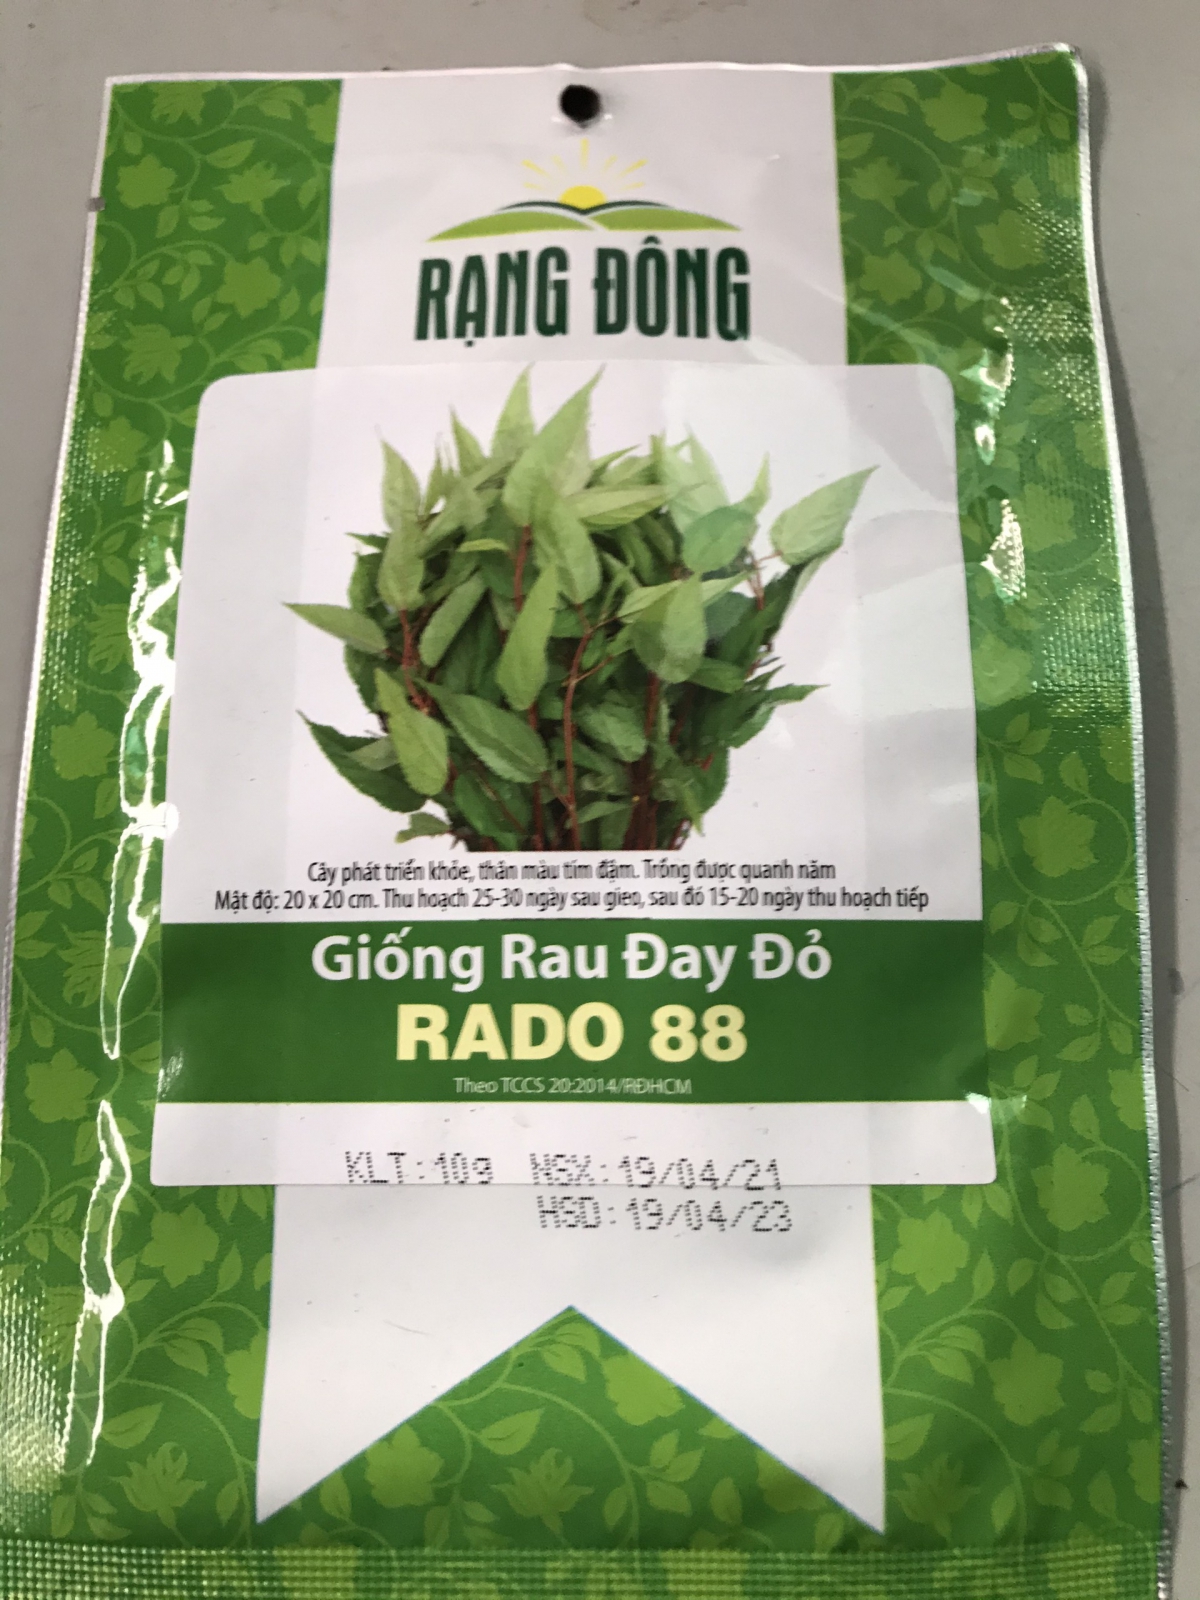 RẠNG ĐÔNG
Cây phát triển khỏe, thân màu tím đậm. Trồng được quanh năm
Mật độ: 20 x 20 cm. Thu hoạch 25-30 ngày sau gieo, sau đó 15-20 ngày thu hoạch tiếp
Giống Rau Đay Đỏ
RADO 88
Theo TCCS 20:2014/RĐHCM
KLT: 10g NSX: 19/04/21
HSD: 19/04/23